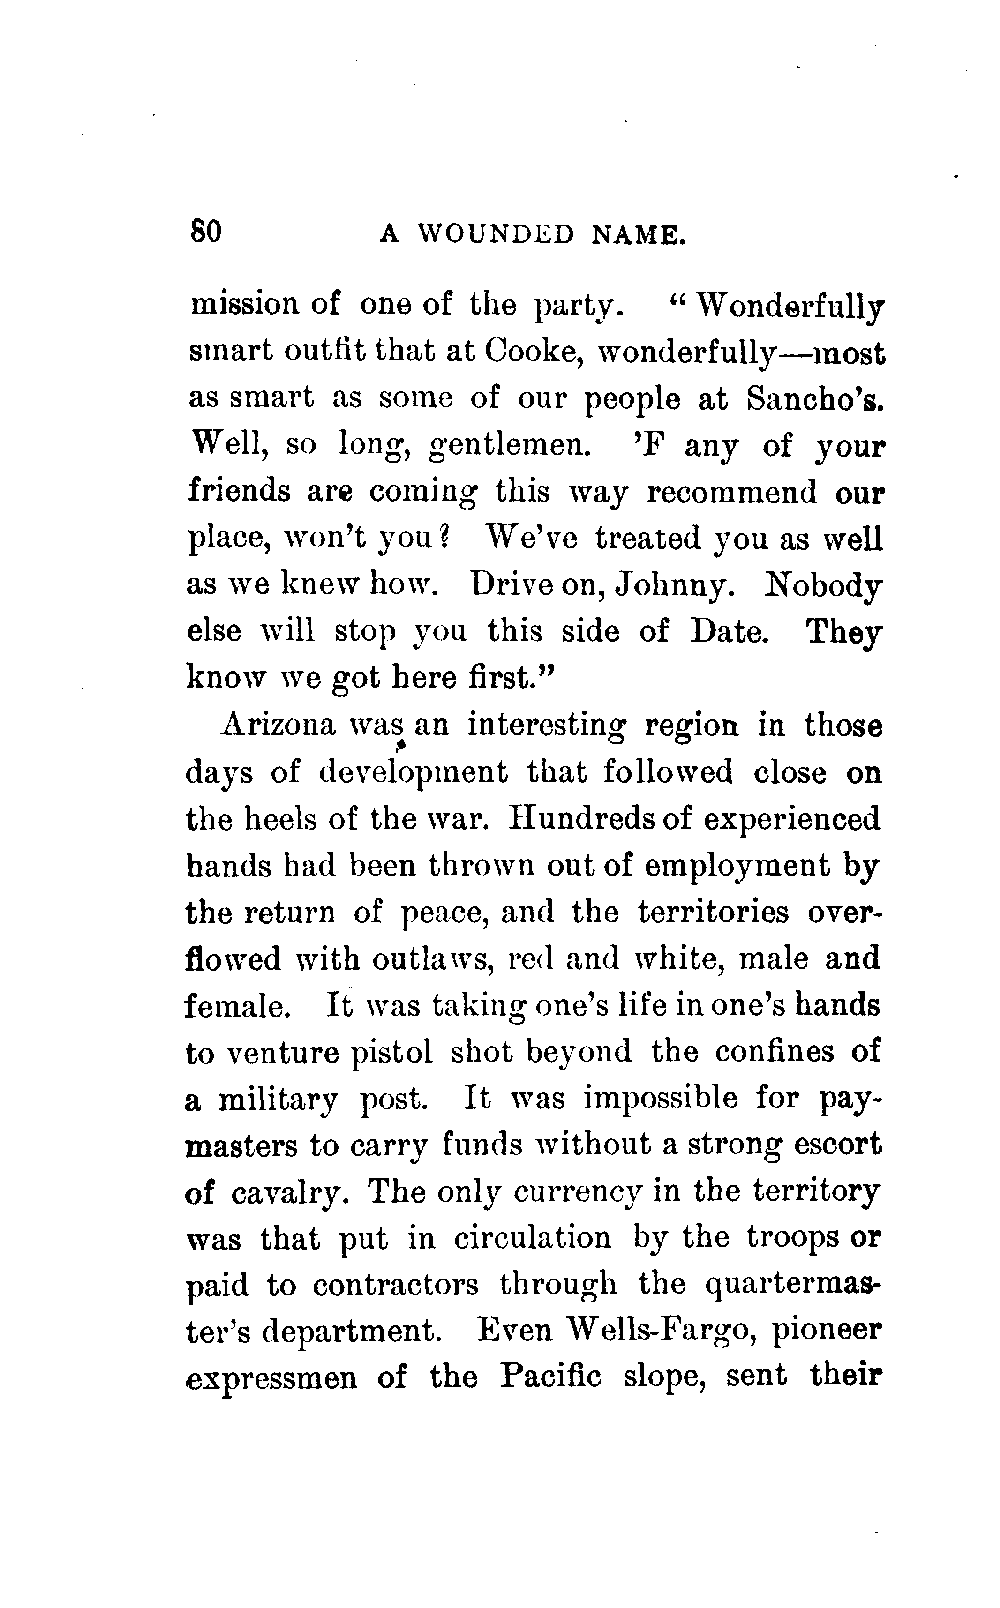 80 A WOUNDED NAME.
mission of one of the party. "Wonderfully
smart outfit that at Cooke, wonderfully—most
as smart as some of our people at Sancho's.
Well, so long, gentlemen. 'F any of your
friends are coming this way recommend our
place, won't you? We've treated you as well
as we knew how. Drive on, Johnny. Nobody
else will stop you this side of Date. They
know we got here first."
Arizona was an interesting region in those
days of development that followed close on
the heels of the war. Hundreds of experienced
hands had been thrown out of employment by
the return of peace, and the territories over-
flowed with outlaws, red and white, male and
female. It was taking one's life in one's hands
to venture pistol shot beyond the confines of
a military post. It was impossible for pay-
masters to carry funds without a strong escort
of cavalry. The only currency in the territory
was that put in circulation by the troops or
paid to contractors through the quartermas-
ter's department. Even Wells-Fargo, pioneer
expressmen of the Pacific slope, sent their